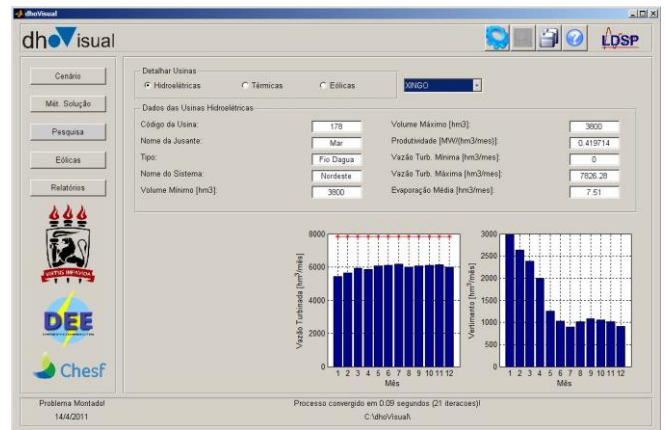 dhoVisual
dhoVisual
LDSP
Cenário
Mét. Solução
Pesquisa
Eólicas
Relatórios
VIRTUS IMPAVIDA
DEE
Chesf
Detalhar Usinas
Hidroelétricas Térmicas Eólicas
XINGO
Dados das Usinas Hidroelétricas
Código da Usina: 178
Nome da Jusante: Mar
Tipo: Fio Dagua
Nome do Sistema: Nordeste
Volume Minimo [hm3]: 3800
Volume Máximo [hm3]: 3800
Produtividade [MW/(hm3/mes)]: 0.419714
Vazão Turb. Mínima [hm3/mes]: 0
Vazão Turb. Máxima [hm3/mes]: 7826.28
Evaporação Média [hm3/mes]: 7.51
Vazão Turbinada [hm³/mês]
8000
6000
4000
2000
0
1 2 3 4 5 6 7 8 9 10 11 12
Mês
Vertimento [hm³/mês]
3000
2500
2000
1500
1000
500
0
1 2 3 4 5 6 7 8 9 10 11 12
Mês
Problema Montado!
14/4/2011
Processo convergido em 0.09 segundos (21 iteracoes)!
C:\dhoVisual\